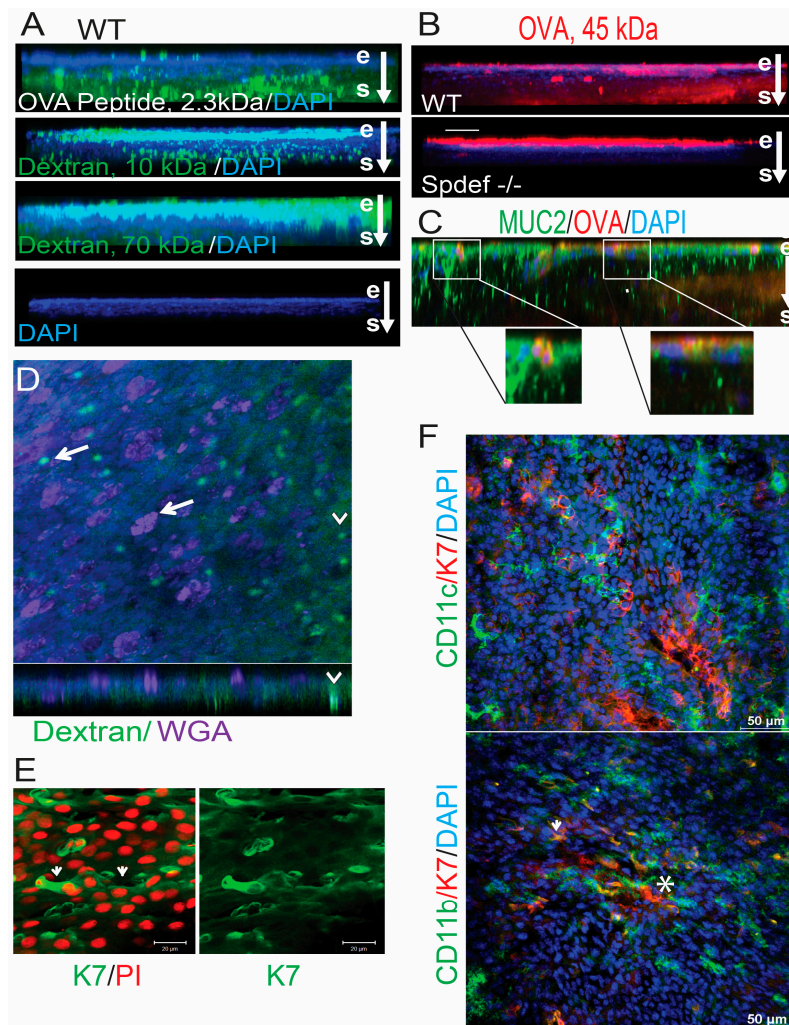 A WT
e
s
OVA Peptide, 2.3kDa/DAPI
e
s
Dextran, 10 kDa /DAPI
e
s
Dextran, 70 kDa /DAPI
e
s
DAPI
B OVA, 45 kDa
e
s
WT
e
s
Spdef -/-
C MUC2/OVA/DAPI
e
s
D
Dextran/ WGA
E
20 µm
20 µm
K7/PI K7
F
CD11c/K7/DAPI
50 µm
CD11b/K7/DAPI
*
50 µm